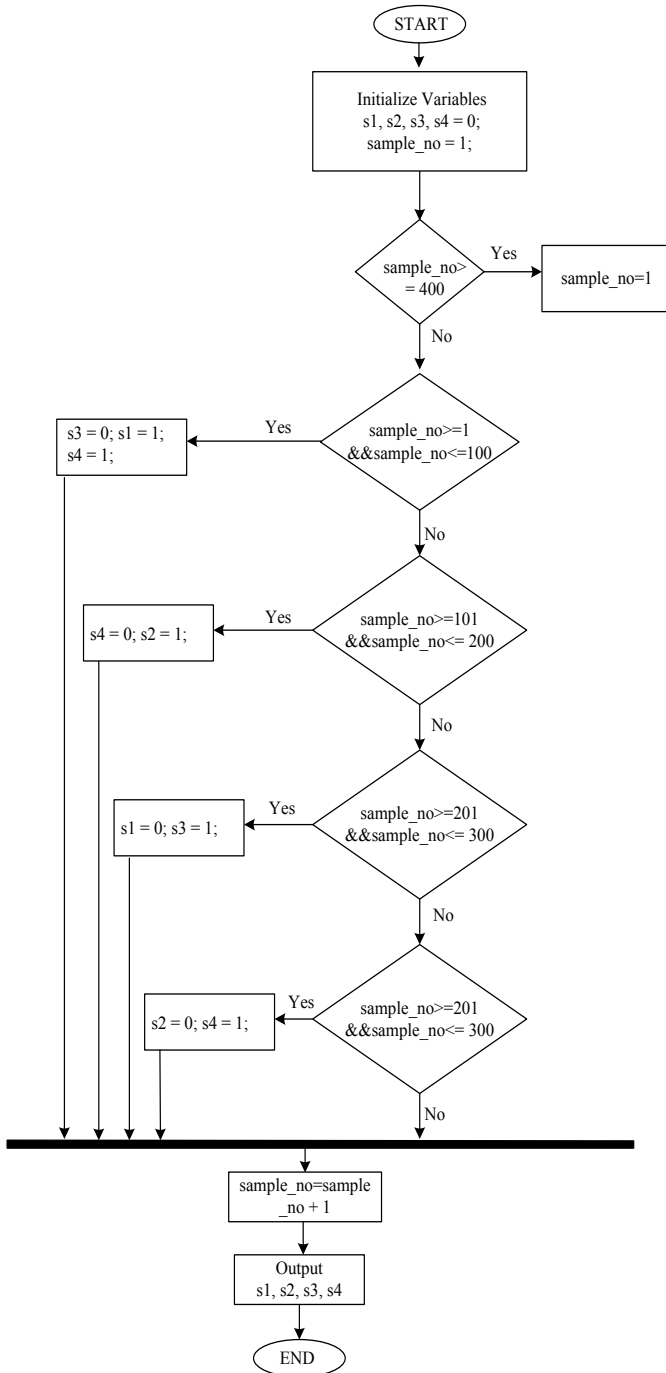 START
Initialize Variables
s1, s2, s3, s4 = 0;
sample_no = 1;
sample_no>
= 400
Yes
sample_no=1
No
sample_no>=1
&&sample_no<=100
Yes
s3 = 0; s1 = 1;
s4 = 1;
No
sample_no>=101
&&sample_no<= 200
Yes
s4 = 0; s2 = 1;
No
sample_no>=201
&&sample_no<= 300
Yes
s1 = 0; s3 = 1;
No
sample_no>=201
&&sample_no<= 300
Yes
s2 = 0; s4 = 1;
No
sample_no=sample
_no + 1
Output
s1, s2, s3, s4
END